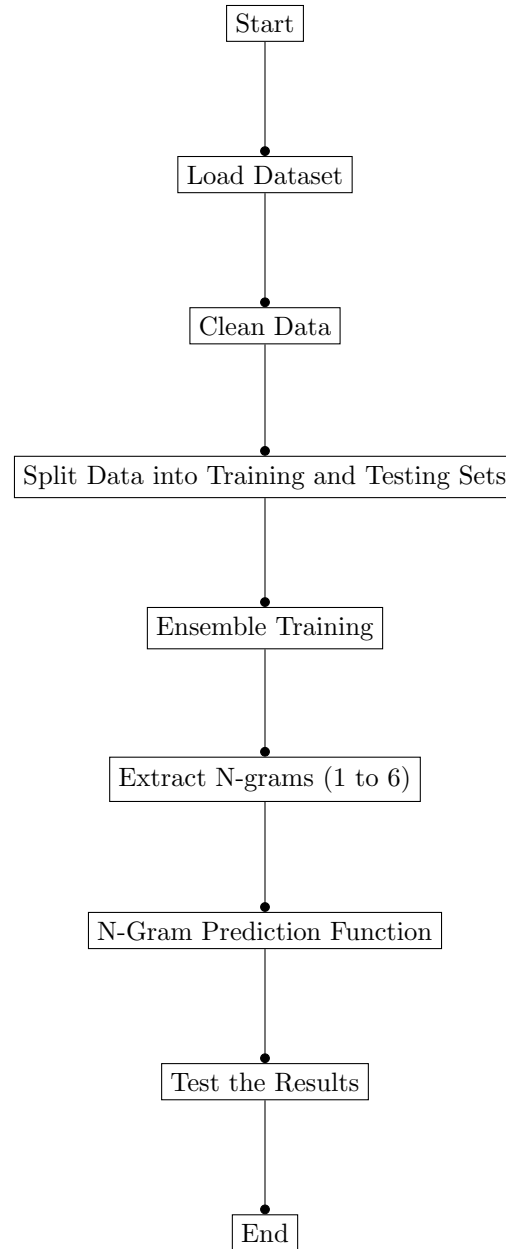 Start
Load Dataset
Clean Data
Split Data into Training and Testing Sets
Ensemble Training
Extract N-grams (1 to 6)
N-Gram Prediction Function
Test the Results
End